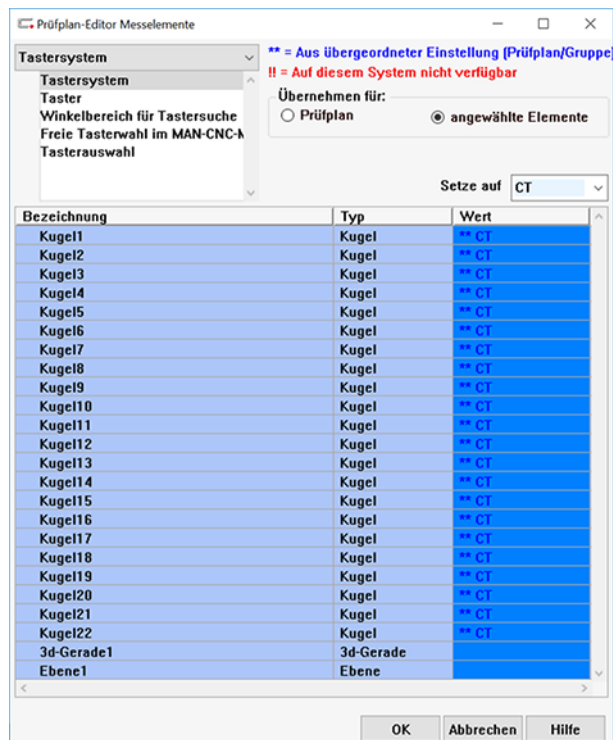 Prüfplan-Editor Messelemente
Tastersystem
** = Aus übergeordneter Einstellung (Prüfplan/Gruppe)
!! = Auf diesem System nicht verfügbar
Tastersystem
Taster
Winkelbereich für Tastersuche
Freie Tasterwahl im MAN-CNC-M
Tasterauswahl
Übernehmen für:
Prüfplan
angewählte Elemente
Setze auf CT
Bezeichnung Typ Wert
Kugel1 Kugel ** CT
Kugel2 Kugel ** CT
Kugel3 Kugel ** CT
Kugel4 Kugel ** CT
Kugel5 Kugel ** CT
Kugel6 Kugel ** CT
Kugel7 Kugel ** CT
Kugel8 Kugel ** CT
Kugel9 Kugel ** CT
Kugel10 Kugel ** CT
Kugel11 Kugel ** CT
Kugel12 Kugel ** CT
Kugel13 Kugel ** CT
Kugel14 Kugel ** CT
Kugel15 Kugel ** CT
Kugel16 Kugel ** CT
Kugel17 Kugel ** CT
Kugel18 Kugel ** CT
Kugel19 Kugel ** CT
Kugel20 Kugel ** CT
Kugel21 Kugel ** CT
Kugel22 Kugel ** CT
3d-Gerade1 3d-Gerade
Ebene1 Ebene
OK Abbrechen Hilfe